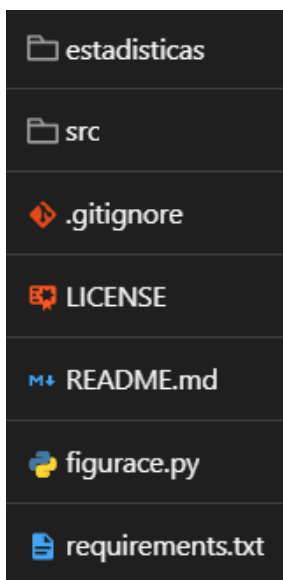 estadisticas
src
.gitignore
LICENSE
README.md
figurace.py
requirements.txt